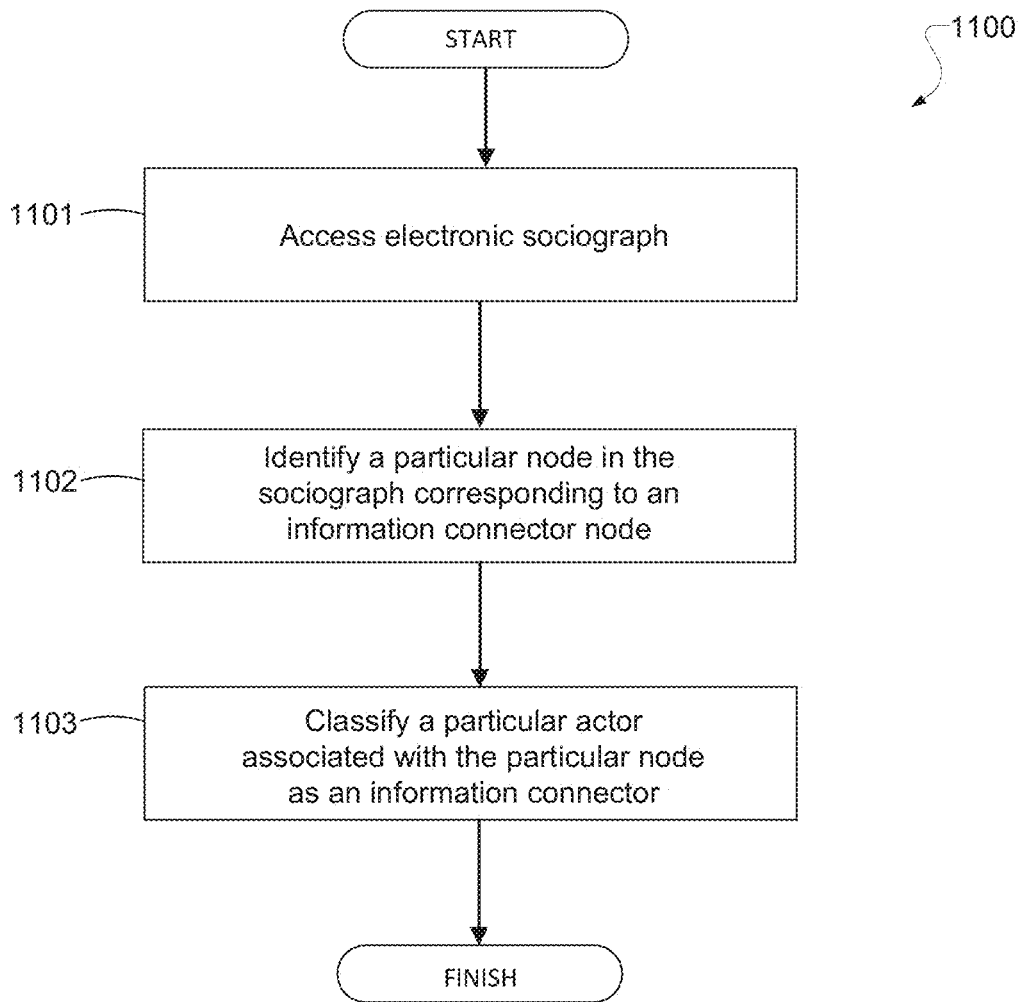 START
1100
1101
Access electronic sociograph
1102
Identify a particular node in the
sociograph corresponding to an
information connector node
1103
Classify a particular actor
associated with the particular node
as an information connector
FINISH